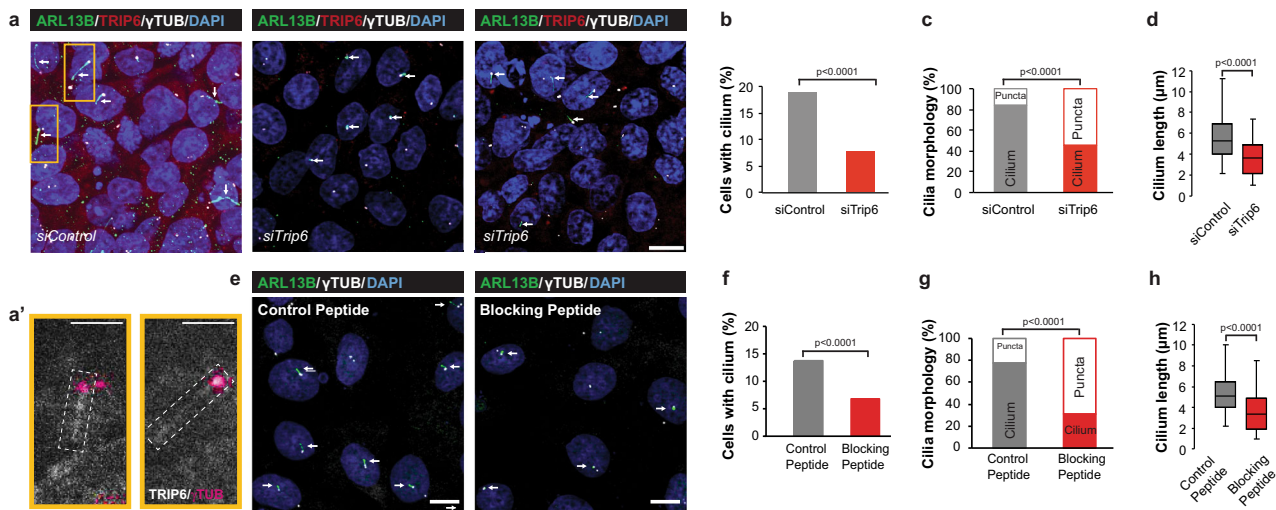 a
ARL13B/TRIP6/γTUB/DAPI
ARL13B/TRIP6/γTUB/DAPI
ARL13B/TRIP6/γTUB/DAPI
siControl
siTrip6
siTrip6
b
Cells with cilium (%)
20
15
10
5
0
p<0.0001
siControl
siTrip6
c
Cilia morphology (%)
100
80
60
40
20
0
p<0.0001
Puncta
Cilium
Puncta
Cilium
siControl
siTrip6
d
Cilium length (μm)
12
10
8
6
4
2
0
p<0.0001
siControl
siTrip6
a'
TRIP6/γTUB
e
ARL13B/γTUB/DAPI
ARL13B/γTUB/DAPI
Control Peptide
Blocking Peptide
f
Cells with cilium (%)
20
15
10
5
0
p<0.0001
Control
Peptide
Blocking
Peptide
g
Cilia morphology (%)
100
80
60
40
20
0
p<0.0001
Puncta
Cilium
Puncta
Cilium
Control
Peptide
Blocking
Peptide
h
Cilium length (μm)
12
10
8
6
4
2
0
p<0.0001
Control
Peptide
Blocking
Peptide